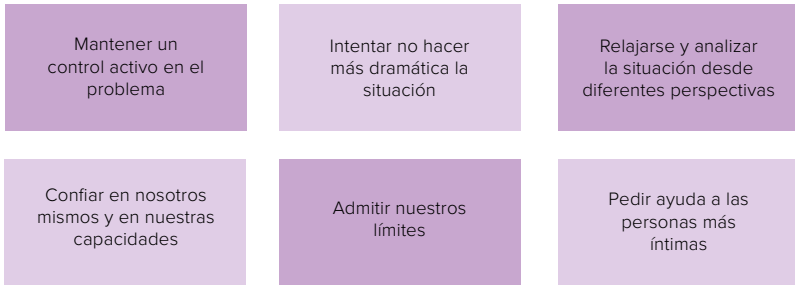 Mantener un
control activo en el
problema
Intentar no hacer
más dramática la
situación
Relajarse y analizar
la situación desde
diferentes perspectivas
Confiar en nosotros
mismos y en nuestras
capacidades
Admitir nuestros
límites
Pedir ayuda a las
personas más
íntimas